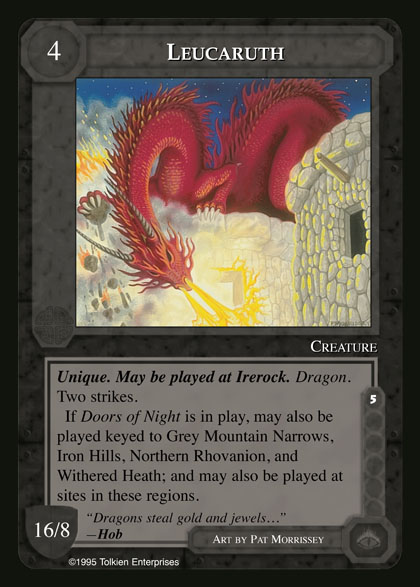 4
LEUCARUTH
CREATURE
Unique. May be played at Irerock. Dragon.
Two strikes.
If Doors of Night is in play, may also be
played keyed to Grey Mountain Narrows,
Iron Hills, Northern Rhovanion, and
Withered Heath; and may also be played at
sites in these regions.
5
“Dragons steal gold and jewels…”
—Hob
16/8
ART BY PAT MORRISSEY
©1995 Tolkien Enterprises